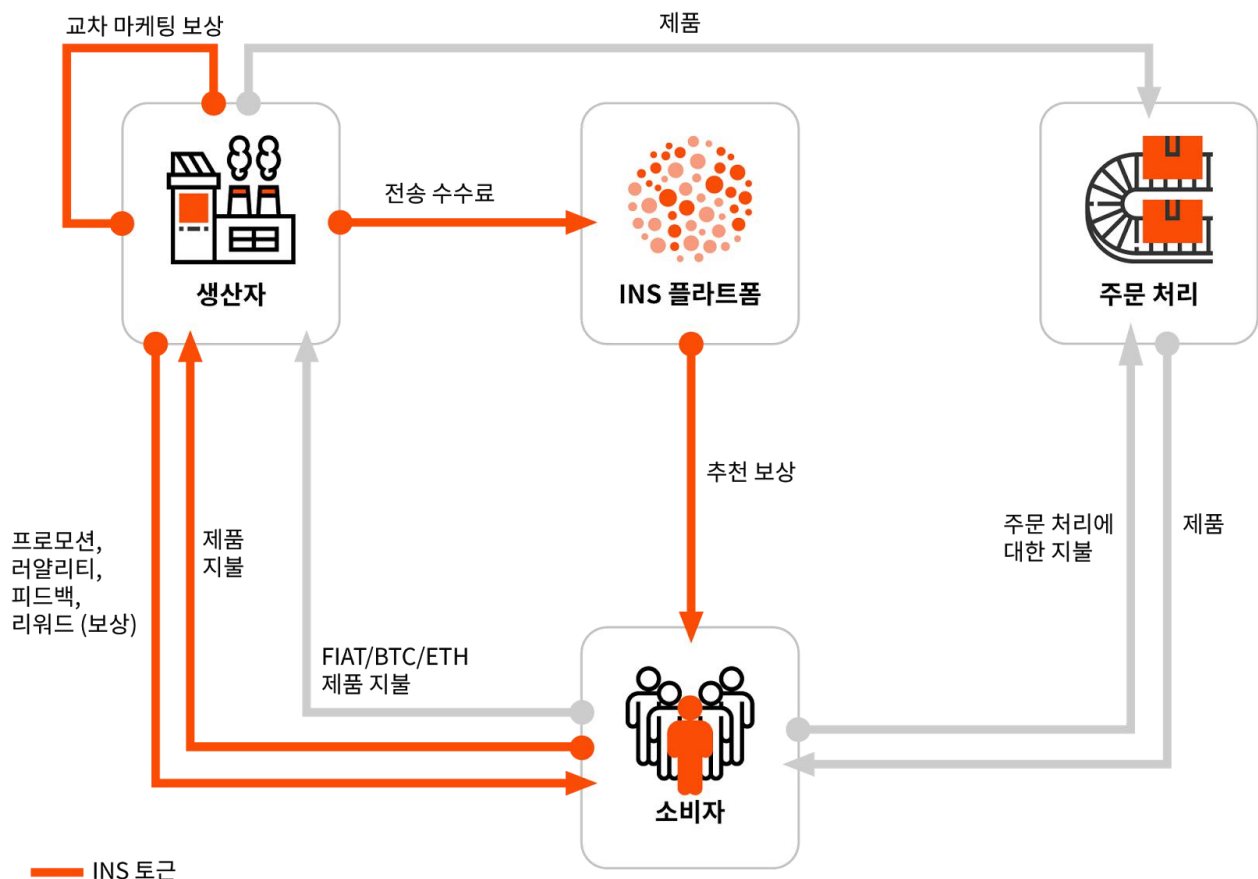 교차 마케팅 보상
제품
생산자
전송 수수료
INS 플라트폼
주문 처리
추천 보상
프로모션,
러얄리티,
피드백,
리워드 (보상)
제품
지불
FIAT/BTC/ETH
제품 지불
주문 처리에
대한 지불
제품
소비자
INS 토근